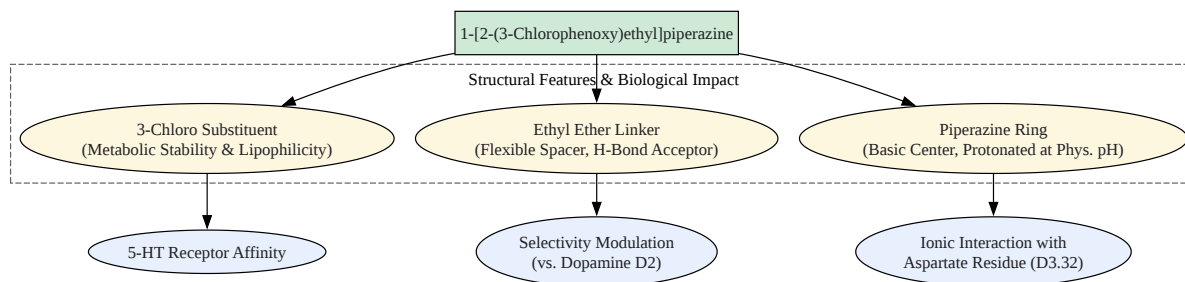 1-[2-(3-Chlorophenoxy)ethyl]piperazine
Structural Features & Biological Impact
3-Chloro Substituent
(Metabolic Stability & Lipophilicity)
Ethyl Ether Linker
(Flexible Spacer, H-Bond Acceptor)
Piperazine Ring
(Basic Center, Protonated at Phys. pH)
5-HT Receptor Affinity
Selectivity Modulation
(vs. Dopamine D2)
Ionic Interaction with
Aspartate Residue (D3.32)